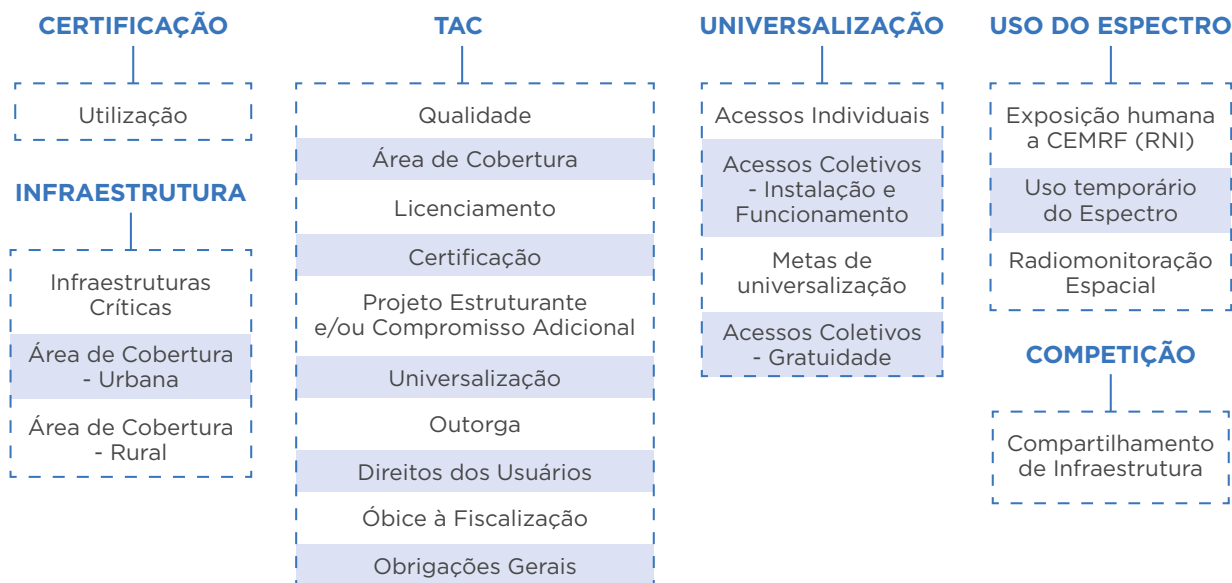 CERTIFICAÇÃO
Utilização
INFRAESTRUTURA
Infraestruturas
Críticas
Área de Cobertura
- Urbana
Área de Cobertura
- Rural
TAC
Qualidade
Área de Cobertura
Licenciamento
Certificação
Projeto Estruturante
e/ou Compromisso Adicional
Universalização
Outorga
Direitos dos Usuários
Óbice à Fiscalização
Obrigações Gerais
UNIVERSALIZAÇÃO
Acessos Individuais
Acessos Coletivos
- Instalação e
Funcionamento
Metas de
universalização
Acessos Coletivos
- Gratuidade
USO DO ESPECTRO
Exposição humana
a CEMRF (RNI)
Uso temporário
do Espectro
Radiomonitoração
Espacial
COMPETIÇÃO
Compartilhamento
de Infraestrutura